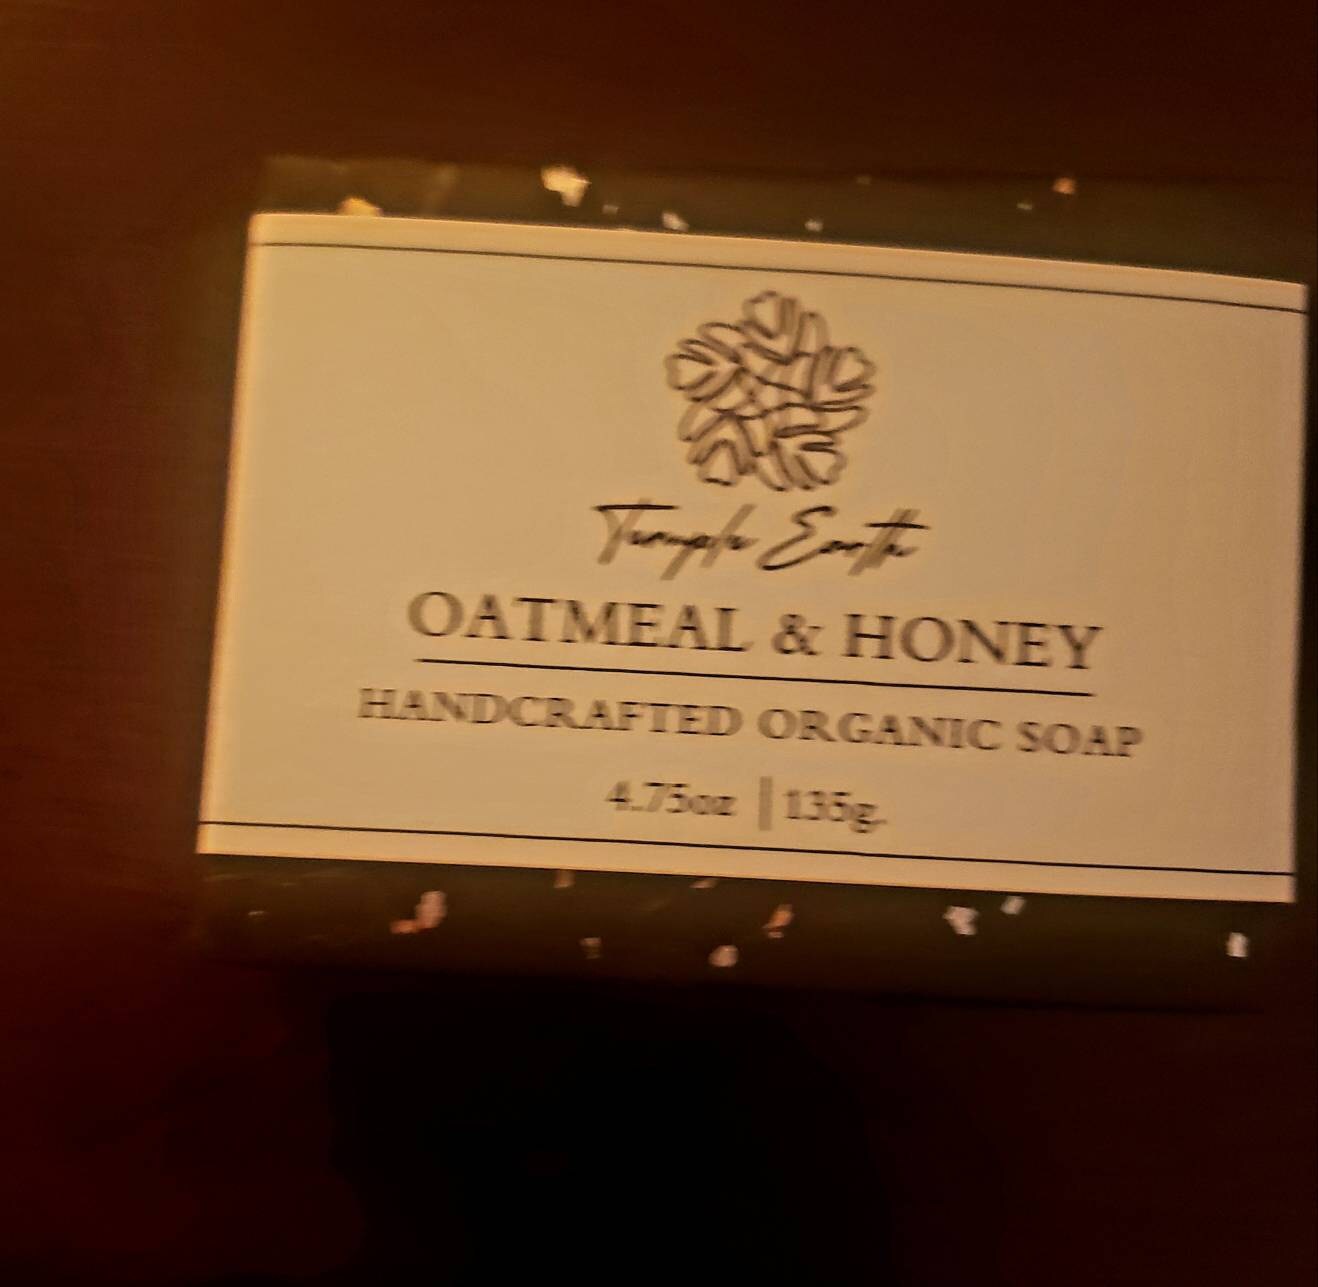 Temple Earth
OATMEAL & HONEY
HANDCRAFTED ORGANIC SOAP
4.75oz | 135g.